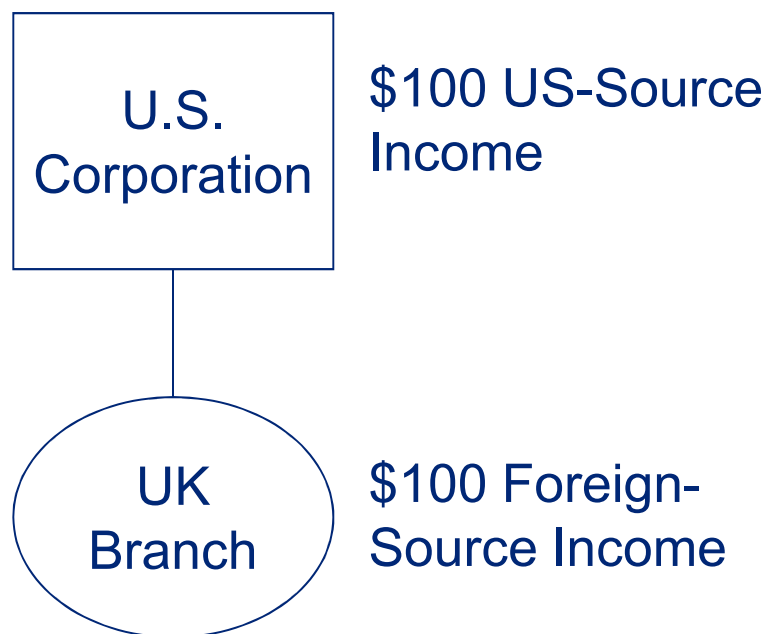 U.S.
Corporation
$100 US-Source
Income
UK
Branch
$100 Foreign-
Source Income